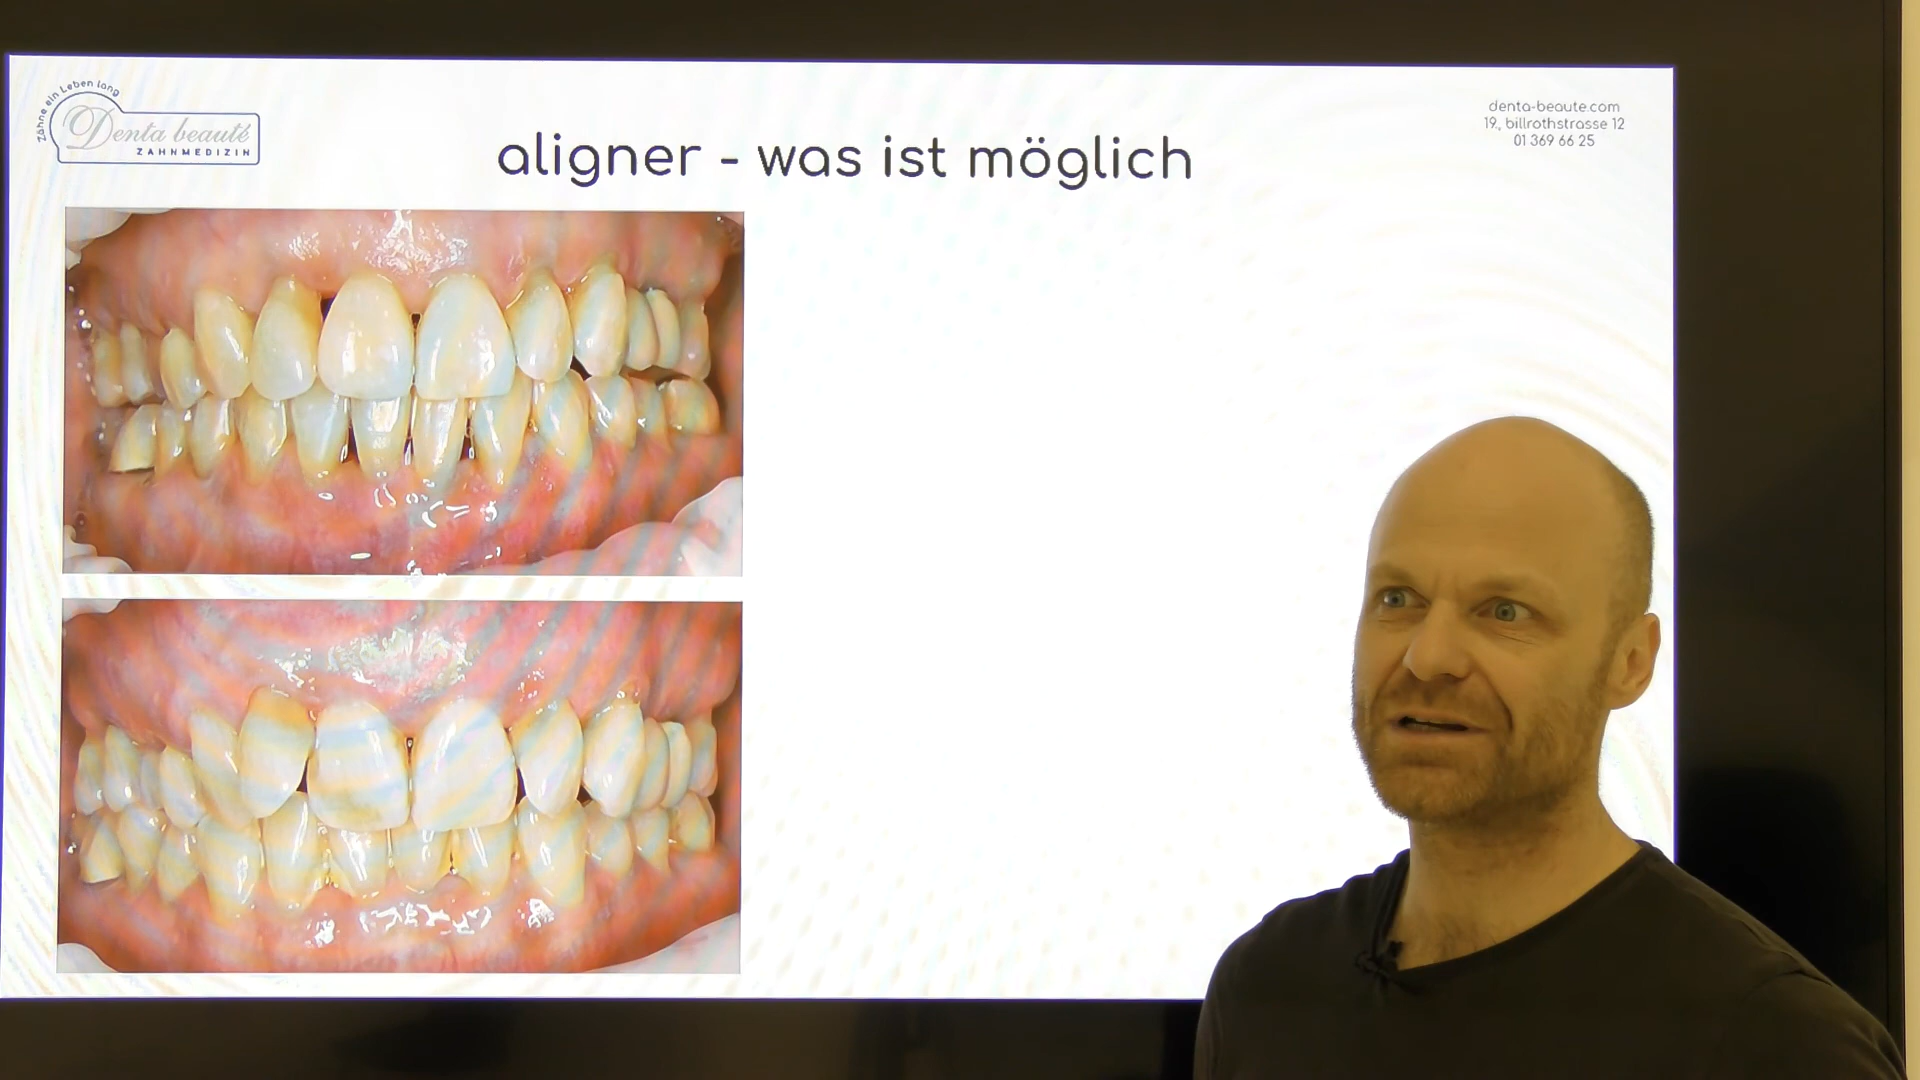 Zähne ein Leben lang
Denta beauté
ZAHNMEDIZIN
aligner - was ist möglich
denta-beaute.com
19., billrothstrasse 12
01 369 66 25